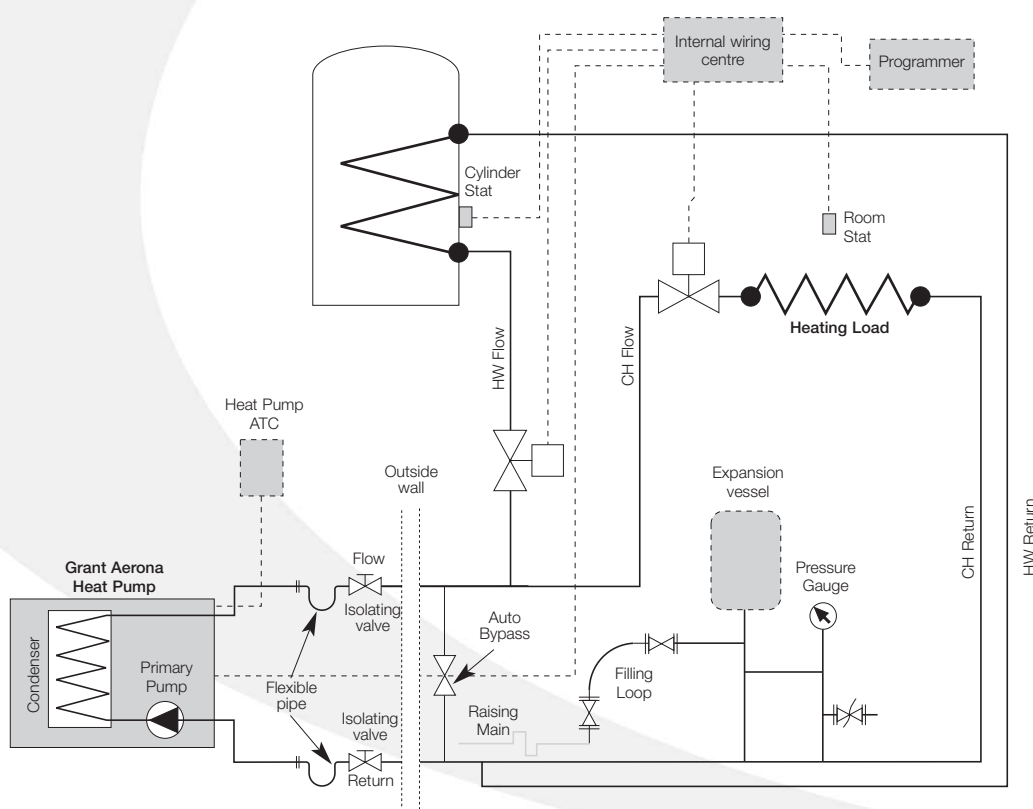 Internal wiring
centre
Programmer
Cylinder
Stat
Room
Stat
Heating Load
HW Flow
CH Flow
Heat Pump
ATC
Outside
wall
Expansion
vessel
CH Return
HW Return
Grant Aerona
Heat Pump
Flow
Isolating
valve
Pressure
Gauge
Auto
Bypass
Condenser
Primary
Pump
Flexible
pipe
Filling
Loop
Isolating
valve
Raising
Main
Return